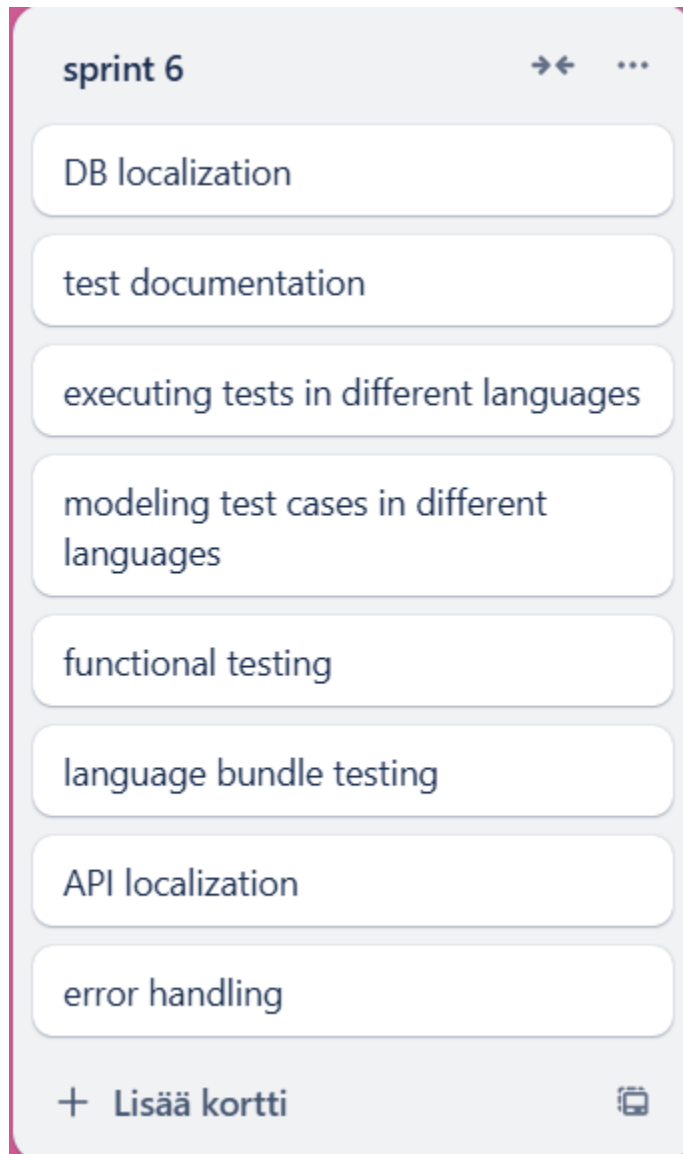 sprint 6
DB localization
test documentation
executing tests in different languages
modeling test cases in different
languages
functional testing
language bundle testing
API localization
error handling
+ Lisää kortti